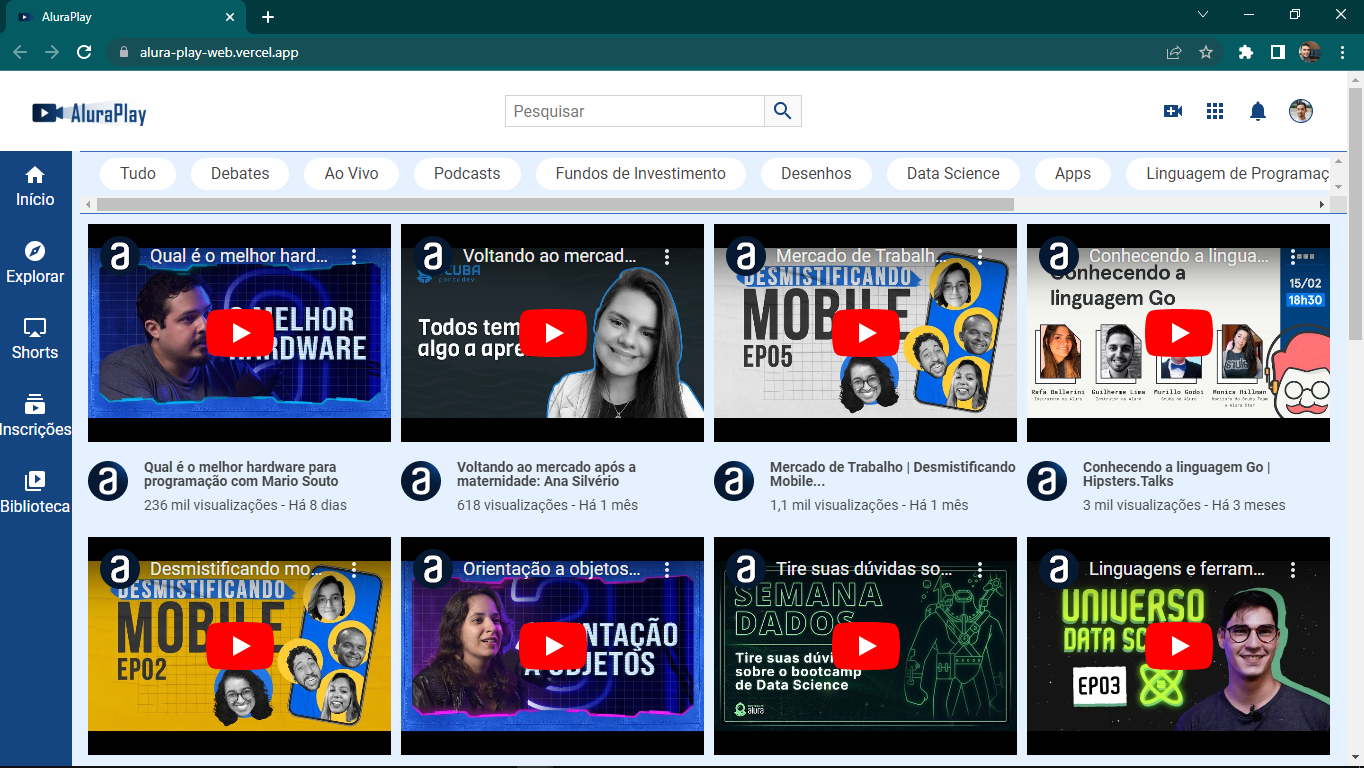 AluraPlay
alura-play-web.vercel.app
AluraPlay
Pesquisar
Início
Explorar
Shorts
Inscrições
Biblioteca
Tudo
Debates
Ao Vivo
Podcasts
Fundos de Investimento
Desenhos
Data Science
Apps
Linguagem de Programaç
a Qual é o melhor hard...
O MELHOR
HARDWARE
a Voltando ao mercad...
SCUBA
portodev
Todos tem
algo a apre
a Mercado de Trabalh...
DESMISTIFICANDO
MOBILE
EP05
a Conhecendo a lingua...
Conhecendo a
linguagem Go
15/02
18h30
Rafa Bellerini
Guilherme Lima
Murillo Godoi
Monica Hillman
a Qual é o melhor hardware para
programação com Mario Souto
236 mil visualizações - Há 8 dias
a Voltando ao mercado após a
maternidade: Ana Silvério
618 visualizações - Há 1 mês
a Mercado de Trabalho | Desmistificando
Mobile...
1,1 mil visualizações - Há 1 mês
a Conhecendo a linguagem Go |
Hipsters.Talks
3 mil visualizações - Há 3 meses
a Desmistificando mo...
DESMISTIFICANDO
MOBILE
EP02
a Orientação a objetos...
ENTAÇÃO
A OBJETOS
a Tire suas dúvidas so...
SEMANA
DADOS
Tire suas dúvi
sobre o bootcamp
de Data Science
alura
a Linguagens e ferram...
UNIVERSO
DATA SC
EP03